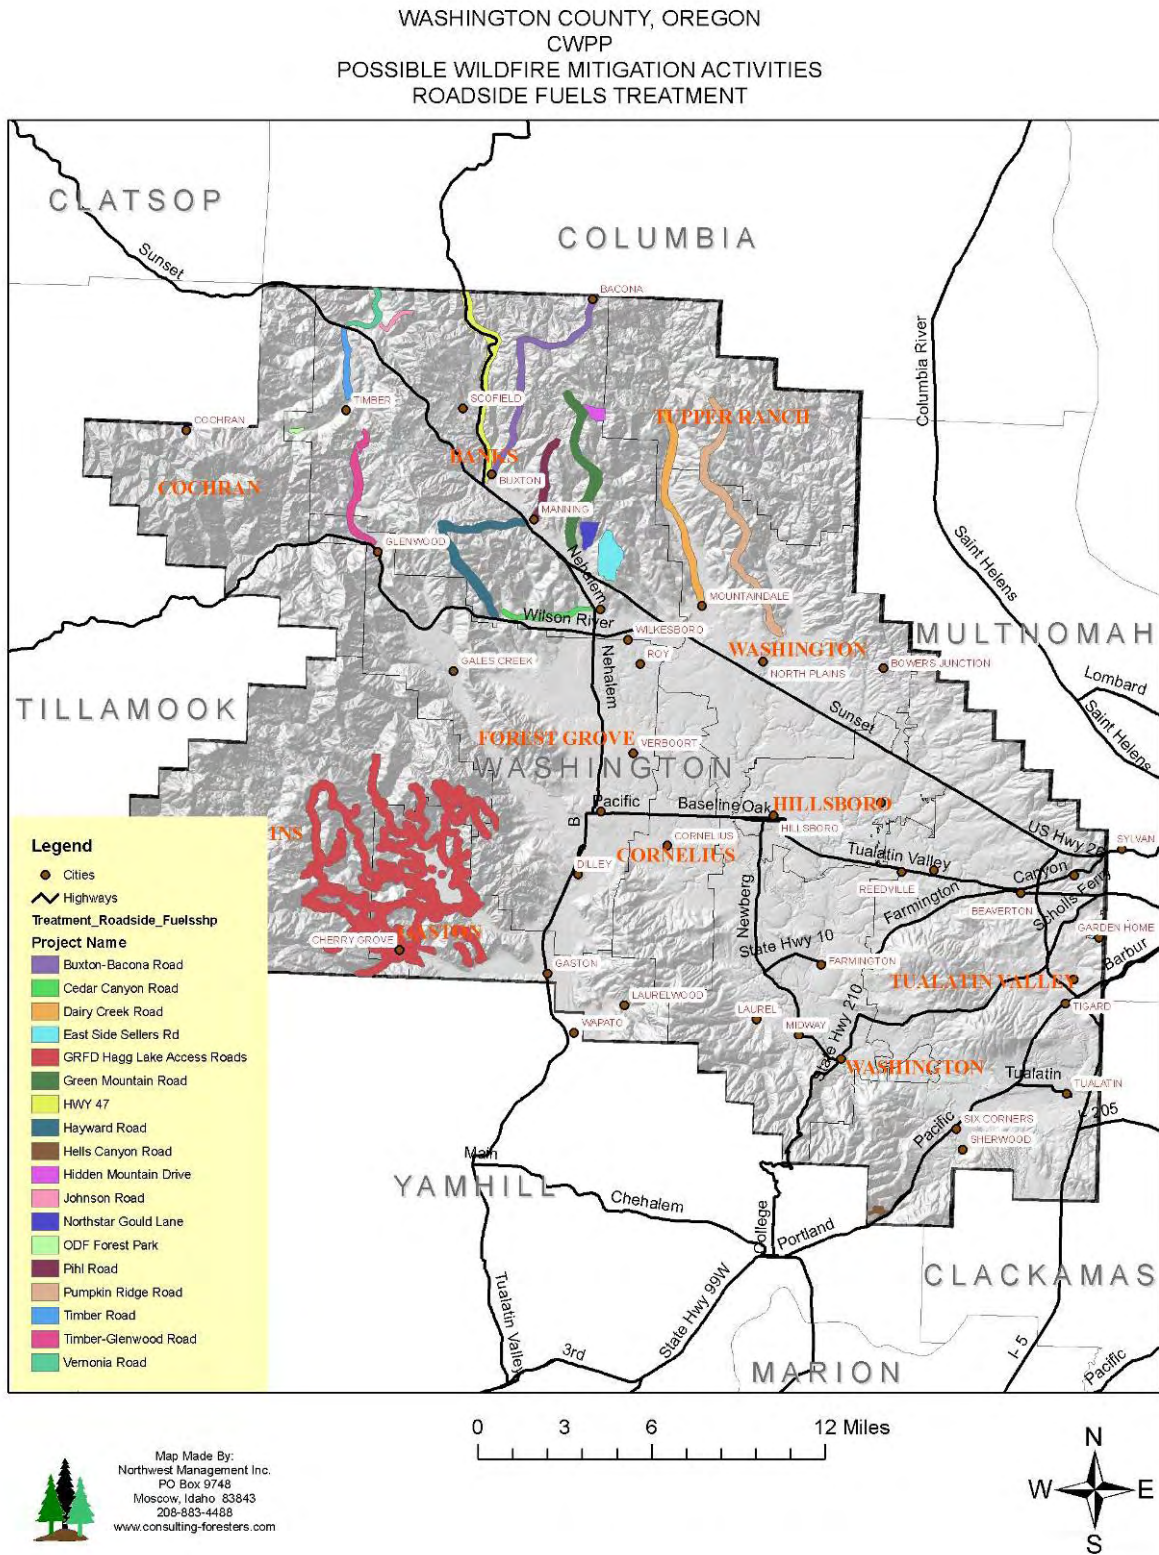 WASHINGTON COUNTY, OREGON
CWPP
POSSIBLE WILDFIRE MITIGATION ACTIVITIES
ROADSIDE FUELS TREATMENT
CLATSOP
COLUMBIA
Sunset
BACONA
Columbia River
TIMBER
SCOFIELD
TUPPER RANCH
COCHRAN
BANKS
BUXTON
COCHRAN
MANNING
GLENWOOD
Nehalem
Saint Helens
MOUNTAINDALE
Wilson River
WILKESBORO
WASHINGTON
MULTNOMAH
ROY
NORTH PLAINS
BOWERS JUNCTION
GALES CREEK
Nehalem
Lombard
TILLAMOOK
Sunset
Saint Helens
FOREST GROVE
VERBOORT
WASHINGTON
Pacific
Baseline
Oak
HILLSBORO
B
HILLSBORO
US Hwy 26
SYLVAN
INS
CORNELIUS
CORNELIUS
Tualatin Valley
Canyon
DILLEY
REEDVILLE
Farmington
Scholls Ferry
BEAVERTON
Newberg
GARDEN HOME
GASTON
CHERRY GROVE
State Hwy 10
Barbur
FARMINGTON
GASTON
TUALATIN VALLEY
LAURELWOOD
State Hwy 210
TIGARD
LAUREL
WAPATO
MIDWAY
WASHINGTON
Tualatin
TUALATIN
I- 205
Pacific
SIX CORNERS
SHERWOOD
Main
YAMHILL
Chehalem
College
Portland
CLACKAMAS
Tualatin Valley
State Hwy 99W
3rd
I- 5
MARION
Pacific
Legend
Cities
Highways
Treatment_Roadside_Fuelsshp
Project Name
Buxton-Bacona Road
Cedar Canyon Road
Dairy Creek Road
East Side Sellers Rd
GRFD Hagg Lake Access Roads
Green Mountain Road
HWY 47
Hayward Road
Hells Canyon Road
Hidden Mountain Drive
Johnson Road
Northstar Gould Lane
ODF Forest Park
Pihl Road
Pumpkin Ridge Road
Timber Road
Timber-Glenwood Road
Vernonia Road
0 3 6 12 Miles
Map Made By:
Northwest Management Inc.
PO Box 9748
Moscow, Idaho 83843
208-883-4488
www.consulting-foresters.com
N
W E
S